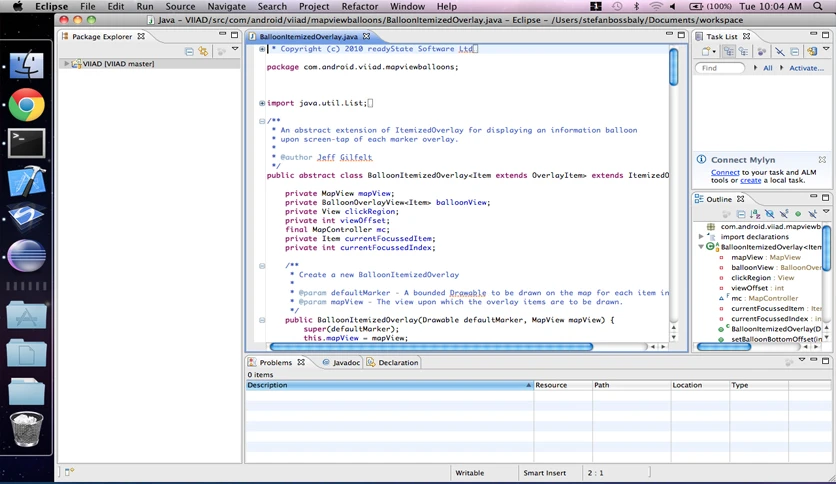 Eclipse File Edit Run Source Navigate Search Project Refactor Window Help (100%) Tue 10:04 AM
Java - VIIAD/src/com/android/viiad/mapviewballoons/BalloonItemizedOverlay.java - Eclipse - /Users/stefanbossbaly/Documents/workspace
Package Explorer
VIIAD [VIIAD master]
BalloonItemizedOverlay.java
* Copyright (c) 2010 readyState Software Ltd
package com.android.viiad.mapviewballoons;
import java.util.List;
/**
* An abstract extension of ItemizedOverlay for displaying an information balloon
* upon screen-tap of each marker overlay.
*
* @author Jeff Gilfelt
*/
public abstract class BalloonItemizedOverlay<Item extends OverlayItem> extends ItemizedO
private MapView mapView;
private BalloonOverlayView<Item> balloonView;
private View clickRegion;
private int viewOffset;
final MapController mc;
private Item currentFocussedItem;
private int currentFocussedIndex;
/**
* Create a new BalloonItemizedOverlay
*
* @param defaultMarker - A bounded Drawable to be drawn on the map for each item in
* @param mapView - The view upon which the overlay items are to be drawn.
*/
public BalloonItemizedOverlay(Drawable defaultMarker, MapView mapView) {
super(defaultMarker);
this.mapView = mapView;
Task List
Find All Activate...
Connect Mylyn
Connect to your task and ALM
tools or create a local task.
Outline
com.android.viiad.mapviewb
import declarations
BalloonItemizedOverlay<Item
mapView : MapView
balloonView : BalloonOver
clickRegion : View
viewOffset : int
mc : MapController
currentFocussedItem : Item
currentFocussedIndex : int
BalloonItemizedOverlay(D
setBalloonBottomOffset(in
Problems Javadoc Declaration
0 items
Description Resource Path Location Type
Writable Smart Insert 2 : 1